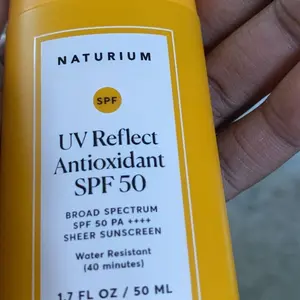 NATURIUM
SPF
UV Reflect
Antioxidant
SPF 50
BROAD SPECTRUM
SPF 50 PA ++++
SHEER SUNSCREEN
Water Resistant
(40 minutes)
1.7 FL OZ / 50 ML